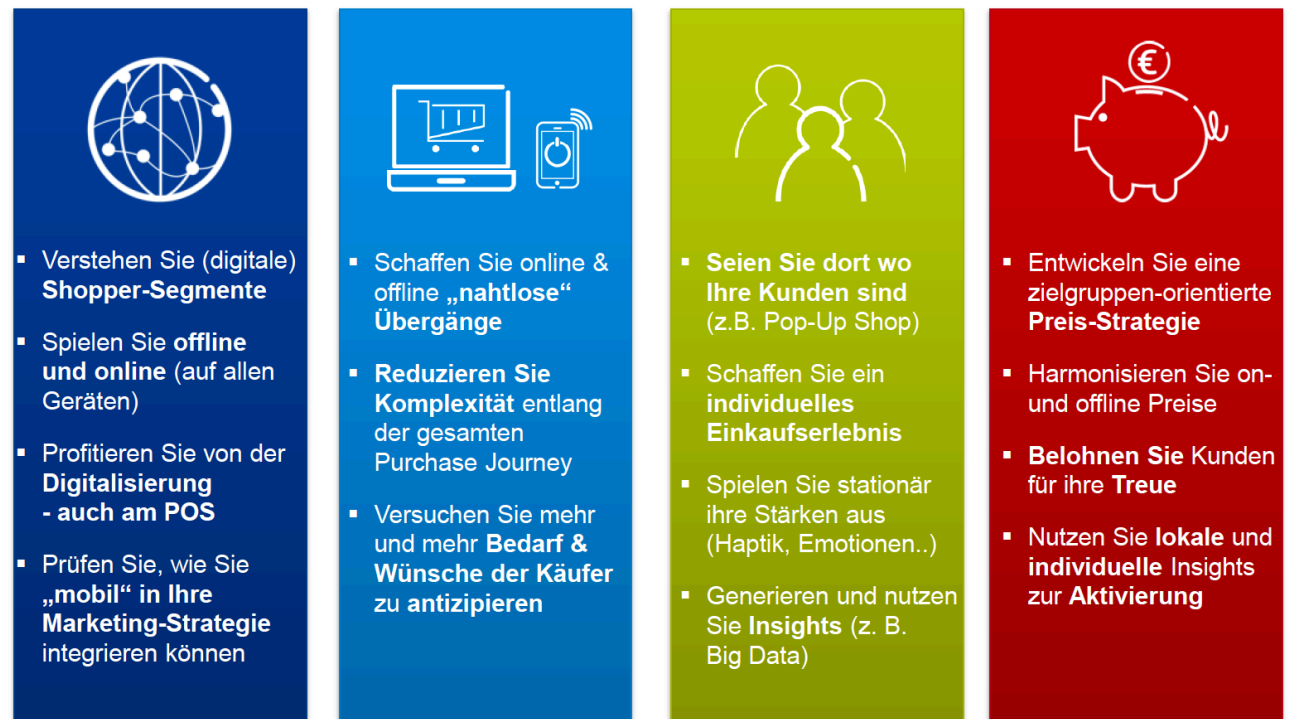 €
▪ Verstehen Sie (digitale)
Shopper-Segmente
▪ Spielen Sie offline
und online (auf allen
Geräten)
▪ Profitieren Sie von der
Digitalisierung
- auch am POS
▪ Prüfen Sie, wie Sie
„mobil“ in Ihre
Marketing-Strategie
integrieren können
▪ Schaffen Sie online &
offline „nahtlose“
Übergänge
▪ Reduzieren Sie
Komplexität entlang
der gesamten
Purchase Journey
▪ Versuchen Sie mehr
und mehr Bedarf &
Wünsche der Käufer
zu antizipieren
▪ Seien Sie dort wo
Ihre Kunden sind
(z.B. Pop-Up Shop)
▪ Schaffen Sie ein
individuelles
Einkaufserlebnis
▪ Spielen Sie stationär
ihre Stärken aus
(Haptik, Emotionen..)
▪ Generieren und nutzen
Sie Insights (z. B.
Big Data)
▪ Entwickeln Sie eine
zielgruppen-orientierte
Preis-Strategie
▪ Harmonisieren Sie on-
und offline Preise
▪ Belohnen Sie Kunden
für ihre Treue
▪ Nutzen Sie lokale und
individuelle Insights
zur Aktivierung